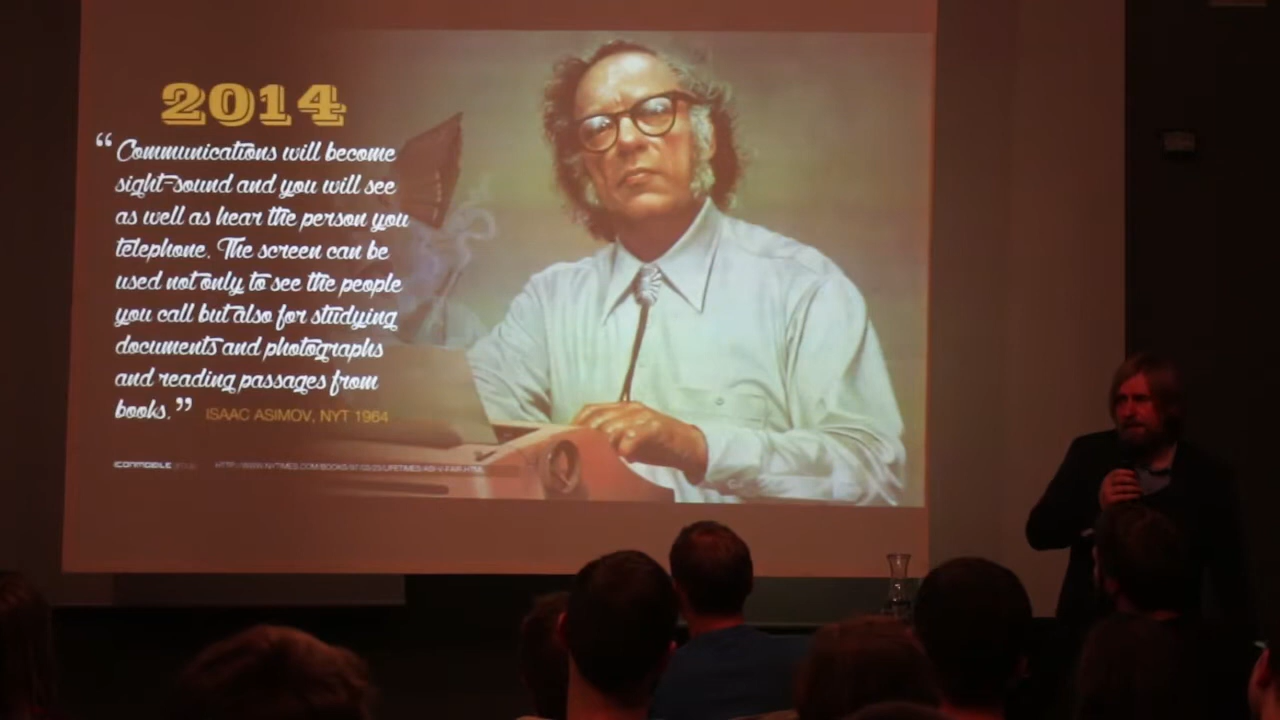 2014
“Communications will become
sight-sound and you will see
as well as hear the person you
telephone. The screen can be
used not only to see the people
you call but also for studying
documents and photographs
and reading passages from
books.” ISAAC ASIMOV, NYT 1964
iconmobile